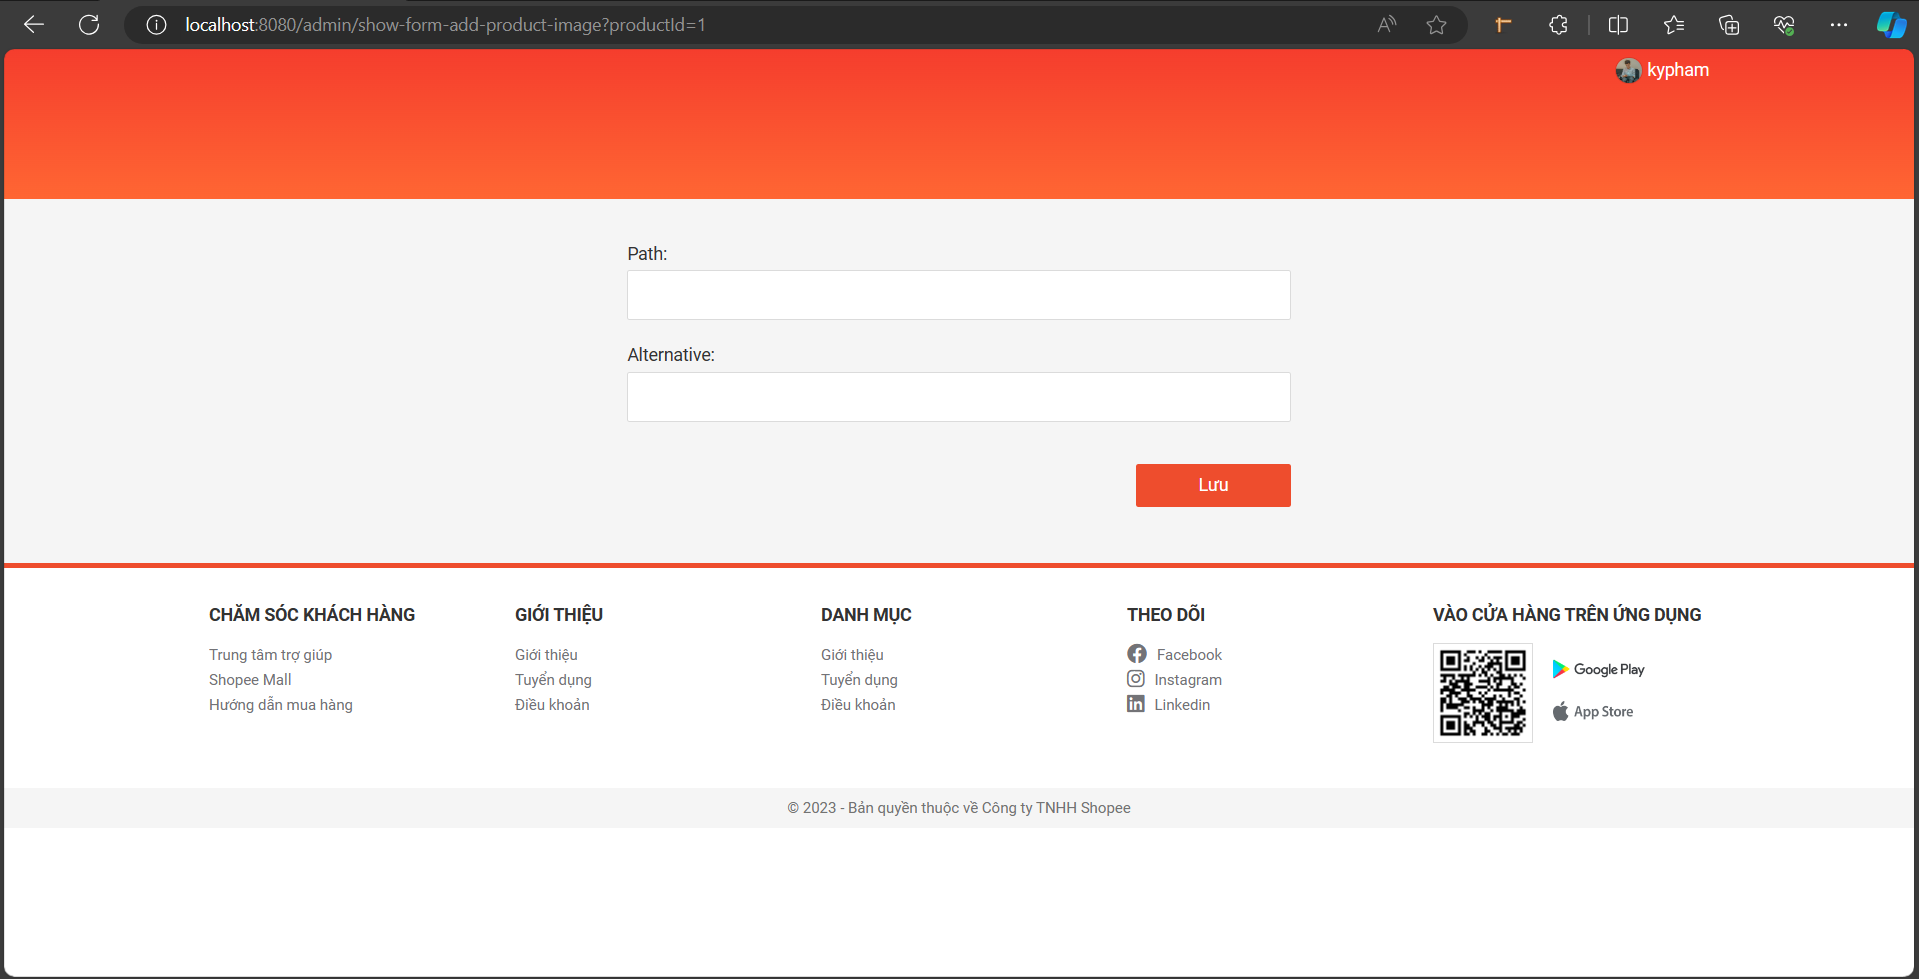 localhost:8080/admin/show-form-add-product-image?productId=1
kypham
Path:
Alternative:
Lưu
CHĂM SÓC KHÁCH HÀNG
Trung tâm trợ giúp
Shopee Mall
Hướng dẫn mua hàng
GIỚI THIỆU
Giới thiệu
Tuyển dụng
Điều khoản
DANH MỤC
Giới thiệu
Tuyển dụng
Điều khoản
THEO DÕI
Facebook
Instagram
Linkedin
VÀO CỬA HÀNG TRÊN ỨNG DỤNG
Google Play
App Store
© 2023 - Bản quyền thuộc về Công ty TNHH Shopee